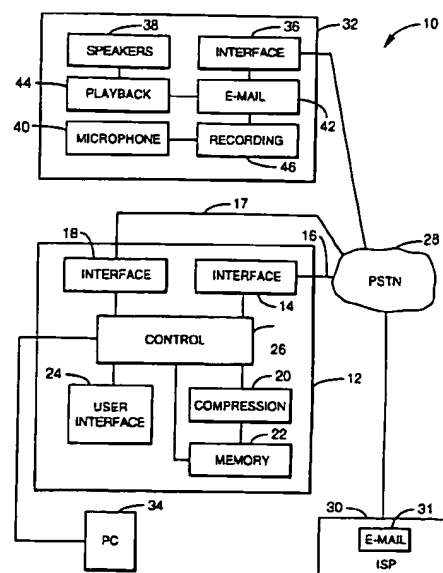 38 36 32 10
SPEAKERS INTERFACE
44
PLAYBACK E-MAIL
40 42
MICROPHONE RECORDING
46
17
18 16 28
INTERFACE INTERFACE PSTN
14
CONTROL
26
24 20 12
USER INTERFACE COMPRESSION
22
MEMORY
34 30 31
PC E-MAIL
ISP